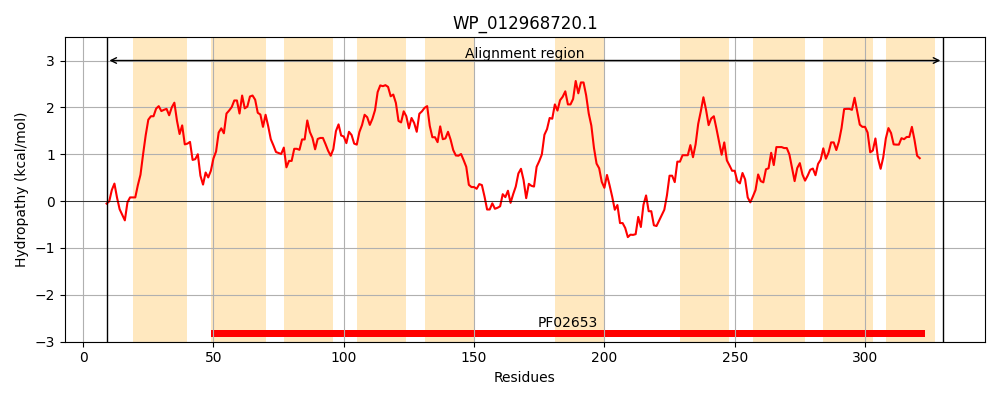 WP_012968720.1
Alignment region
3
2
1
0
−1
−2
−3
Hydropathy (kcal/mol)
PF02653
0 50 100 150 200 250 300
Residues